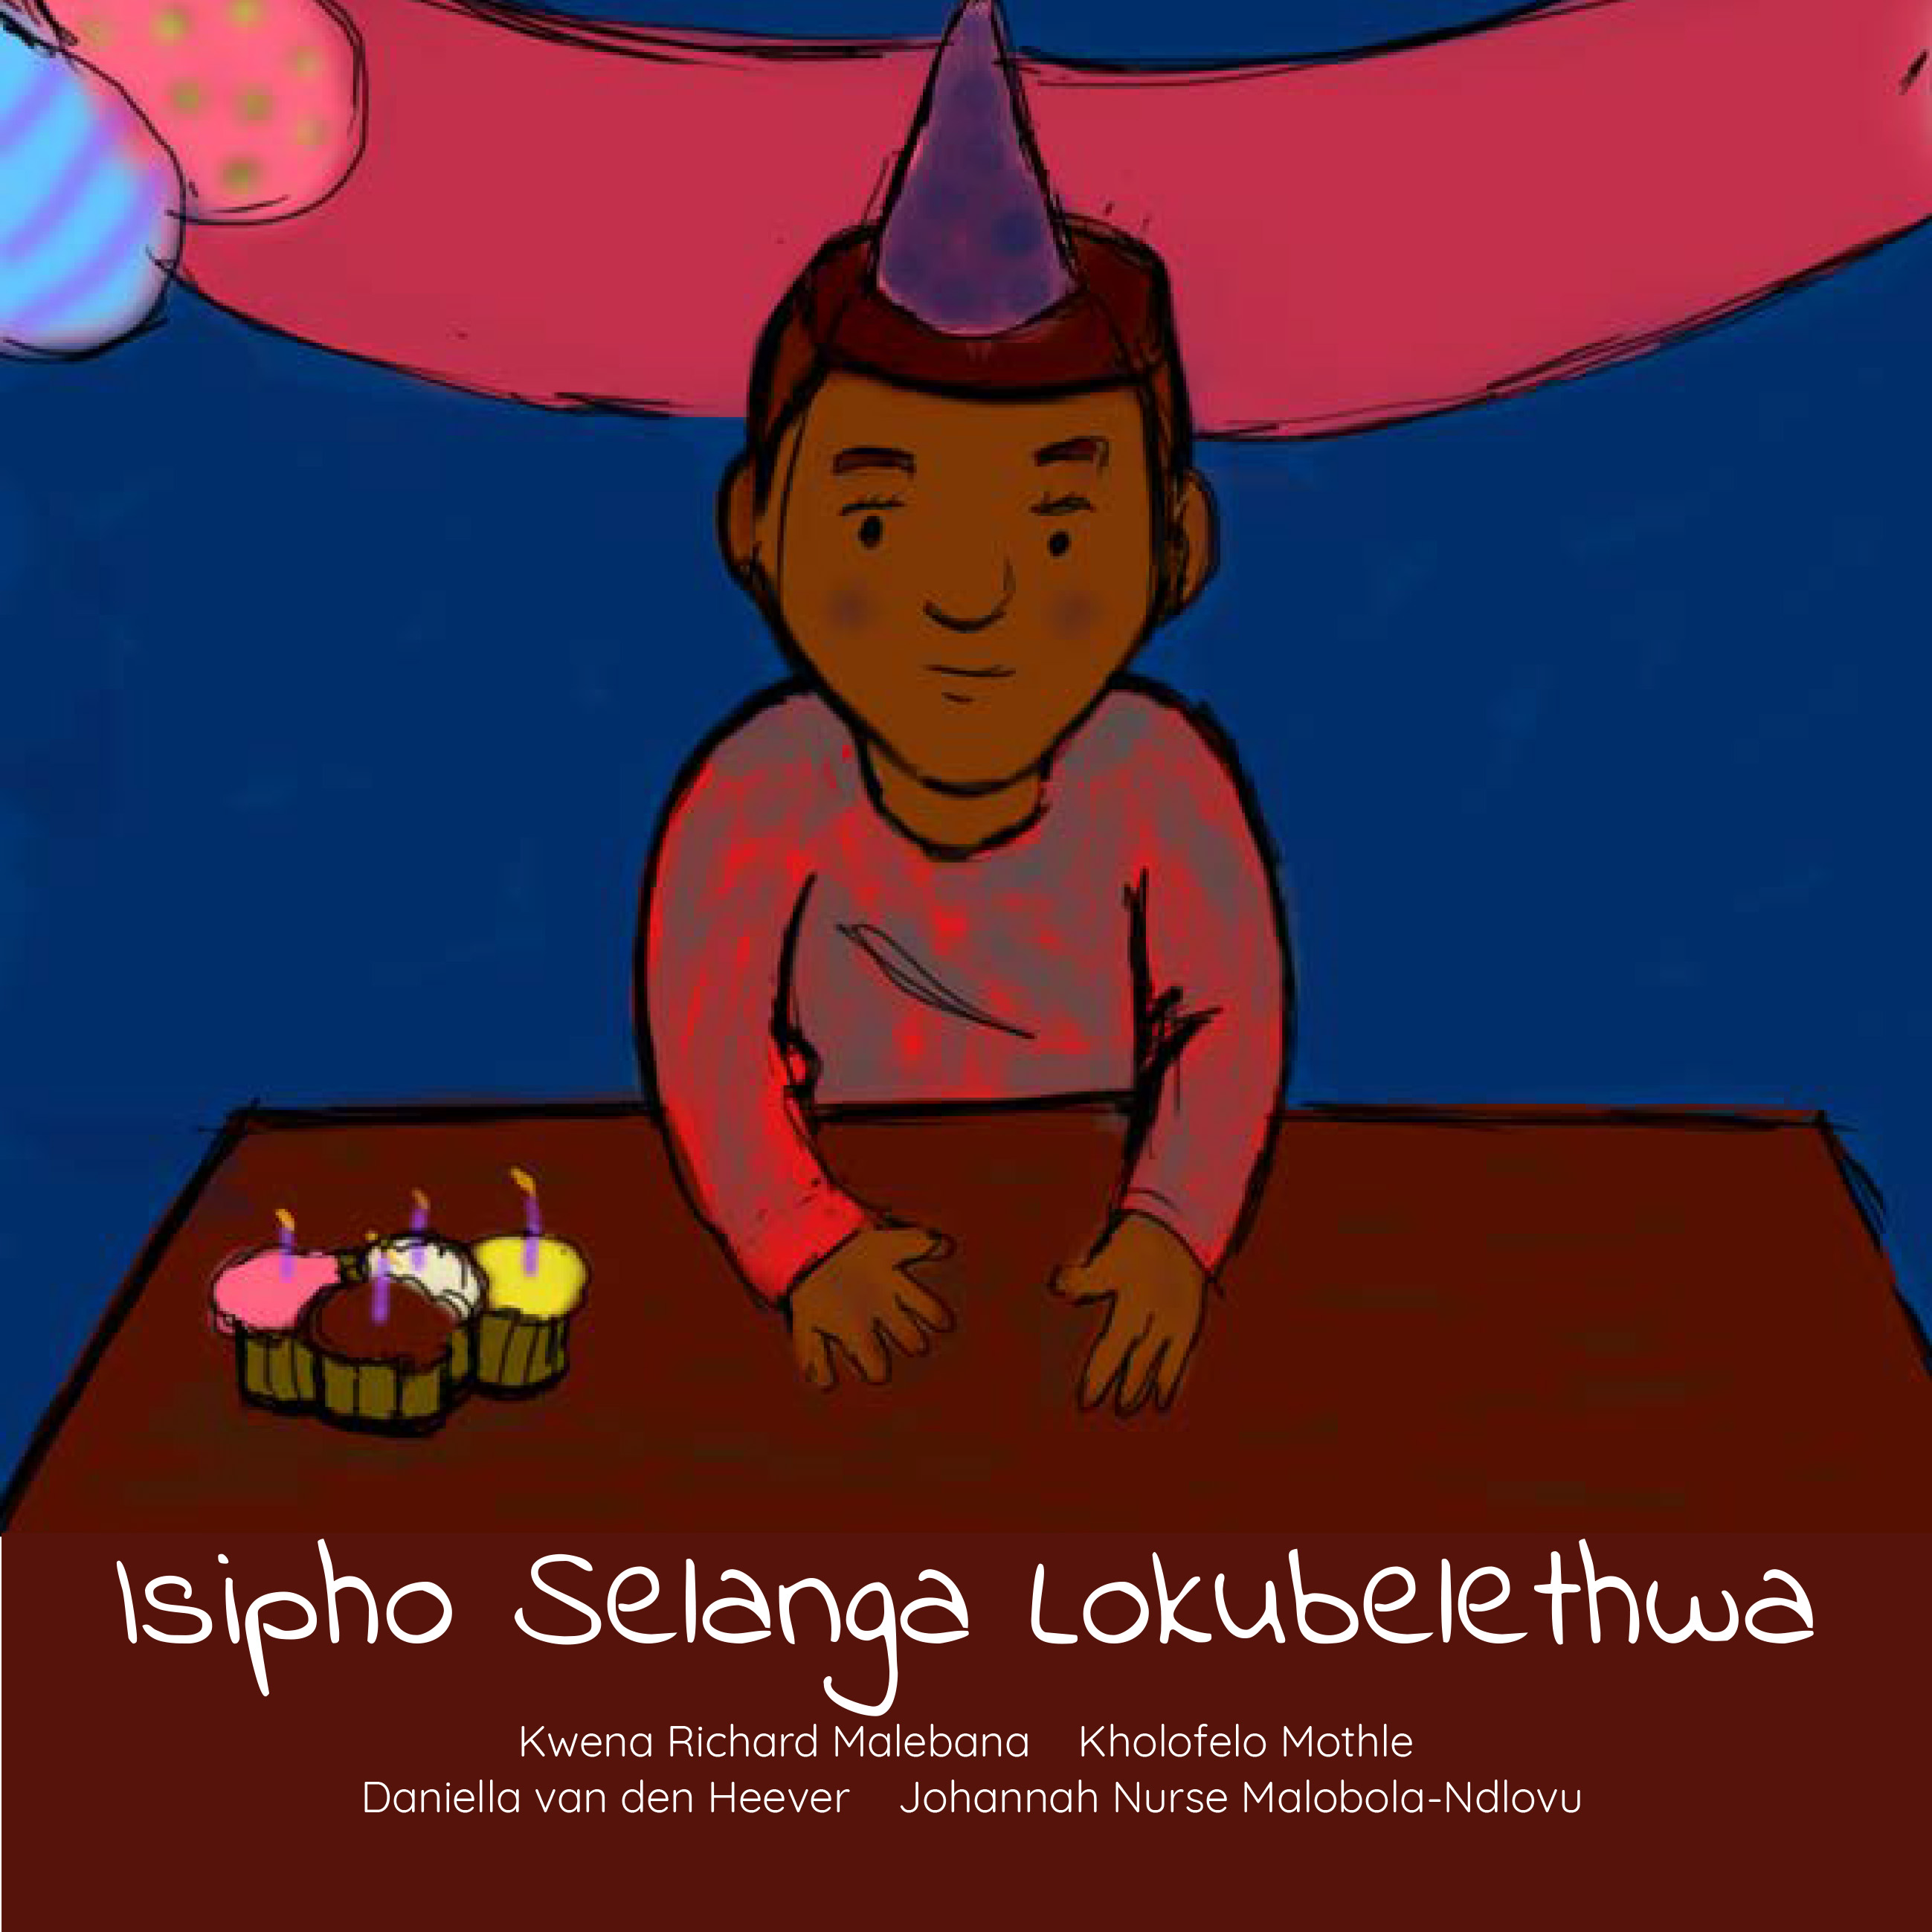 Isipho Selanga Lokubelethwa
Kwena Richard Malebana Kholofelo Mothle
Daniella van den Heever Johannah Nurse Malobola-Ndlovu